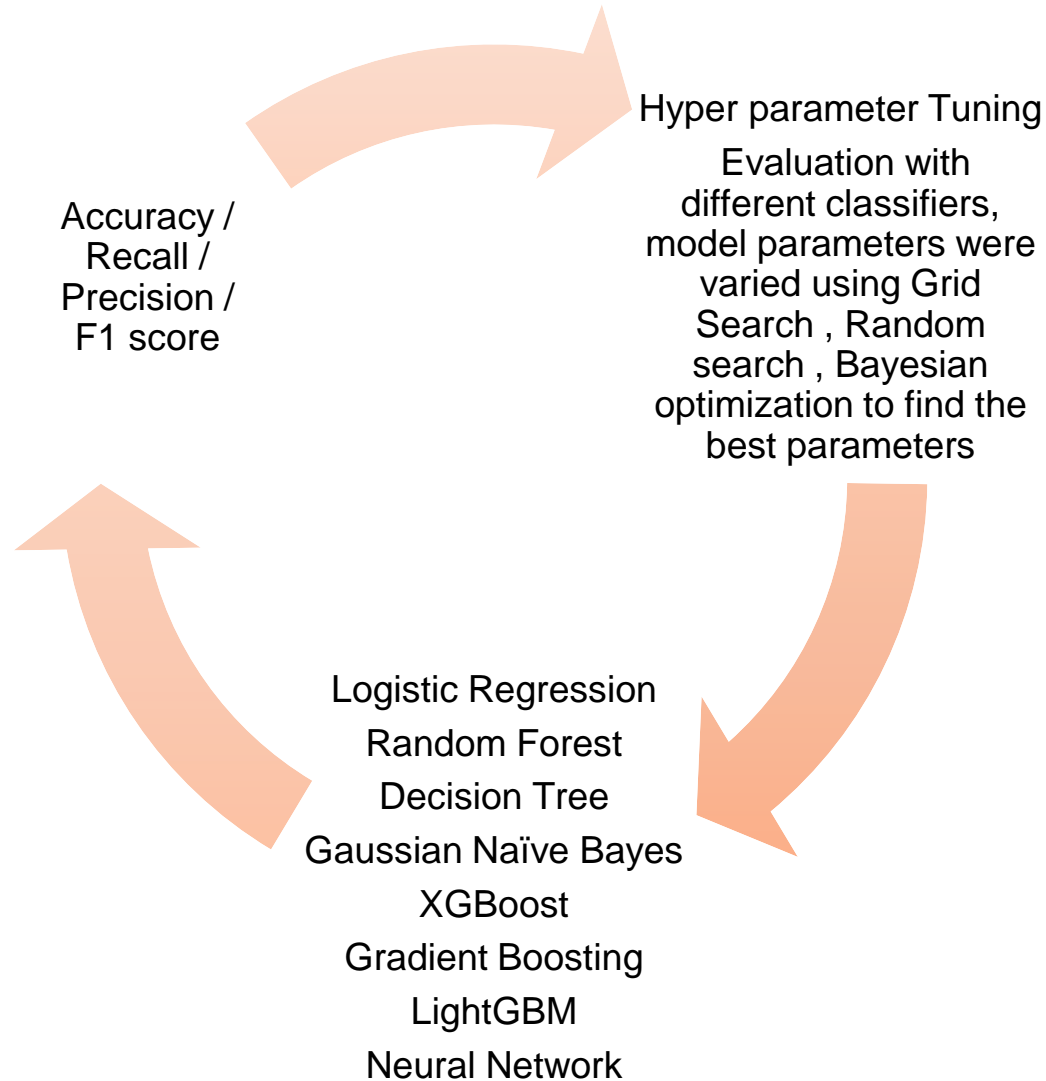 Hyper parameter Tuning
Evaluation with
different classifiers,
model parameters were
varied using Grid
Search , Random
search , Bayesian
optimization to find the
best parameters
Logistic Regression
Random Forest
Decision Tree
Gaussian Naïve Bayes
XGBoost
Gradient Boosting
LightGBM
Neural Network
Accuracy /
Recall /
Precision /
F1 score